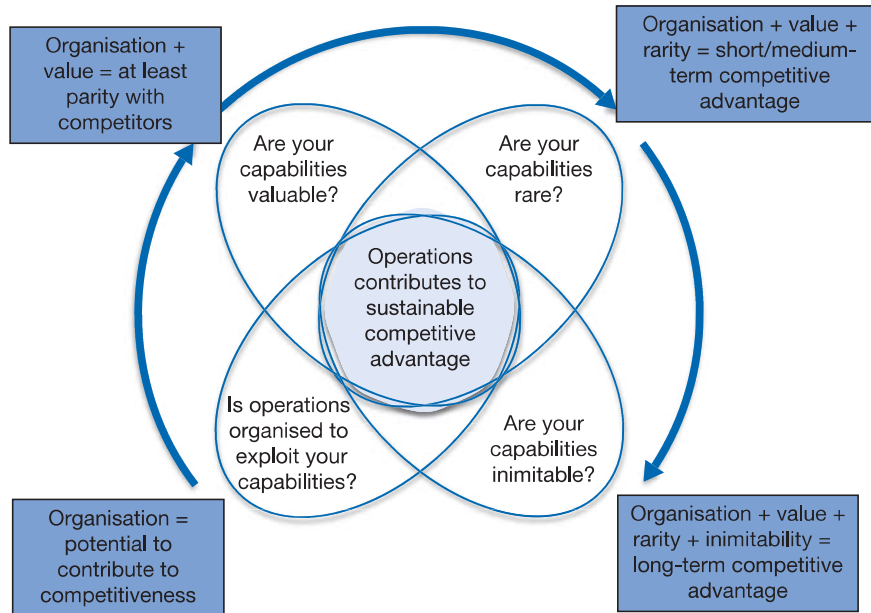 Organisation +
value = at least
parity with
competitors
Organisation + value +
rarity = short/medium-
term competitive
advantage
Are your
capabilities
valuable?
Are your
capabilities
rare?
Operations
contributes to
sustainable
competitive
advantage
Is operations
organised to
exploit your
capabilities?
Are your
capabilities
inimitable?
Organisation =
potential to
contribute to
competitiveness
Organisation + value +
rarity + inimitability =
long-term competitive
advantage